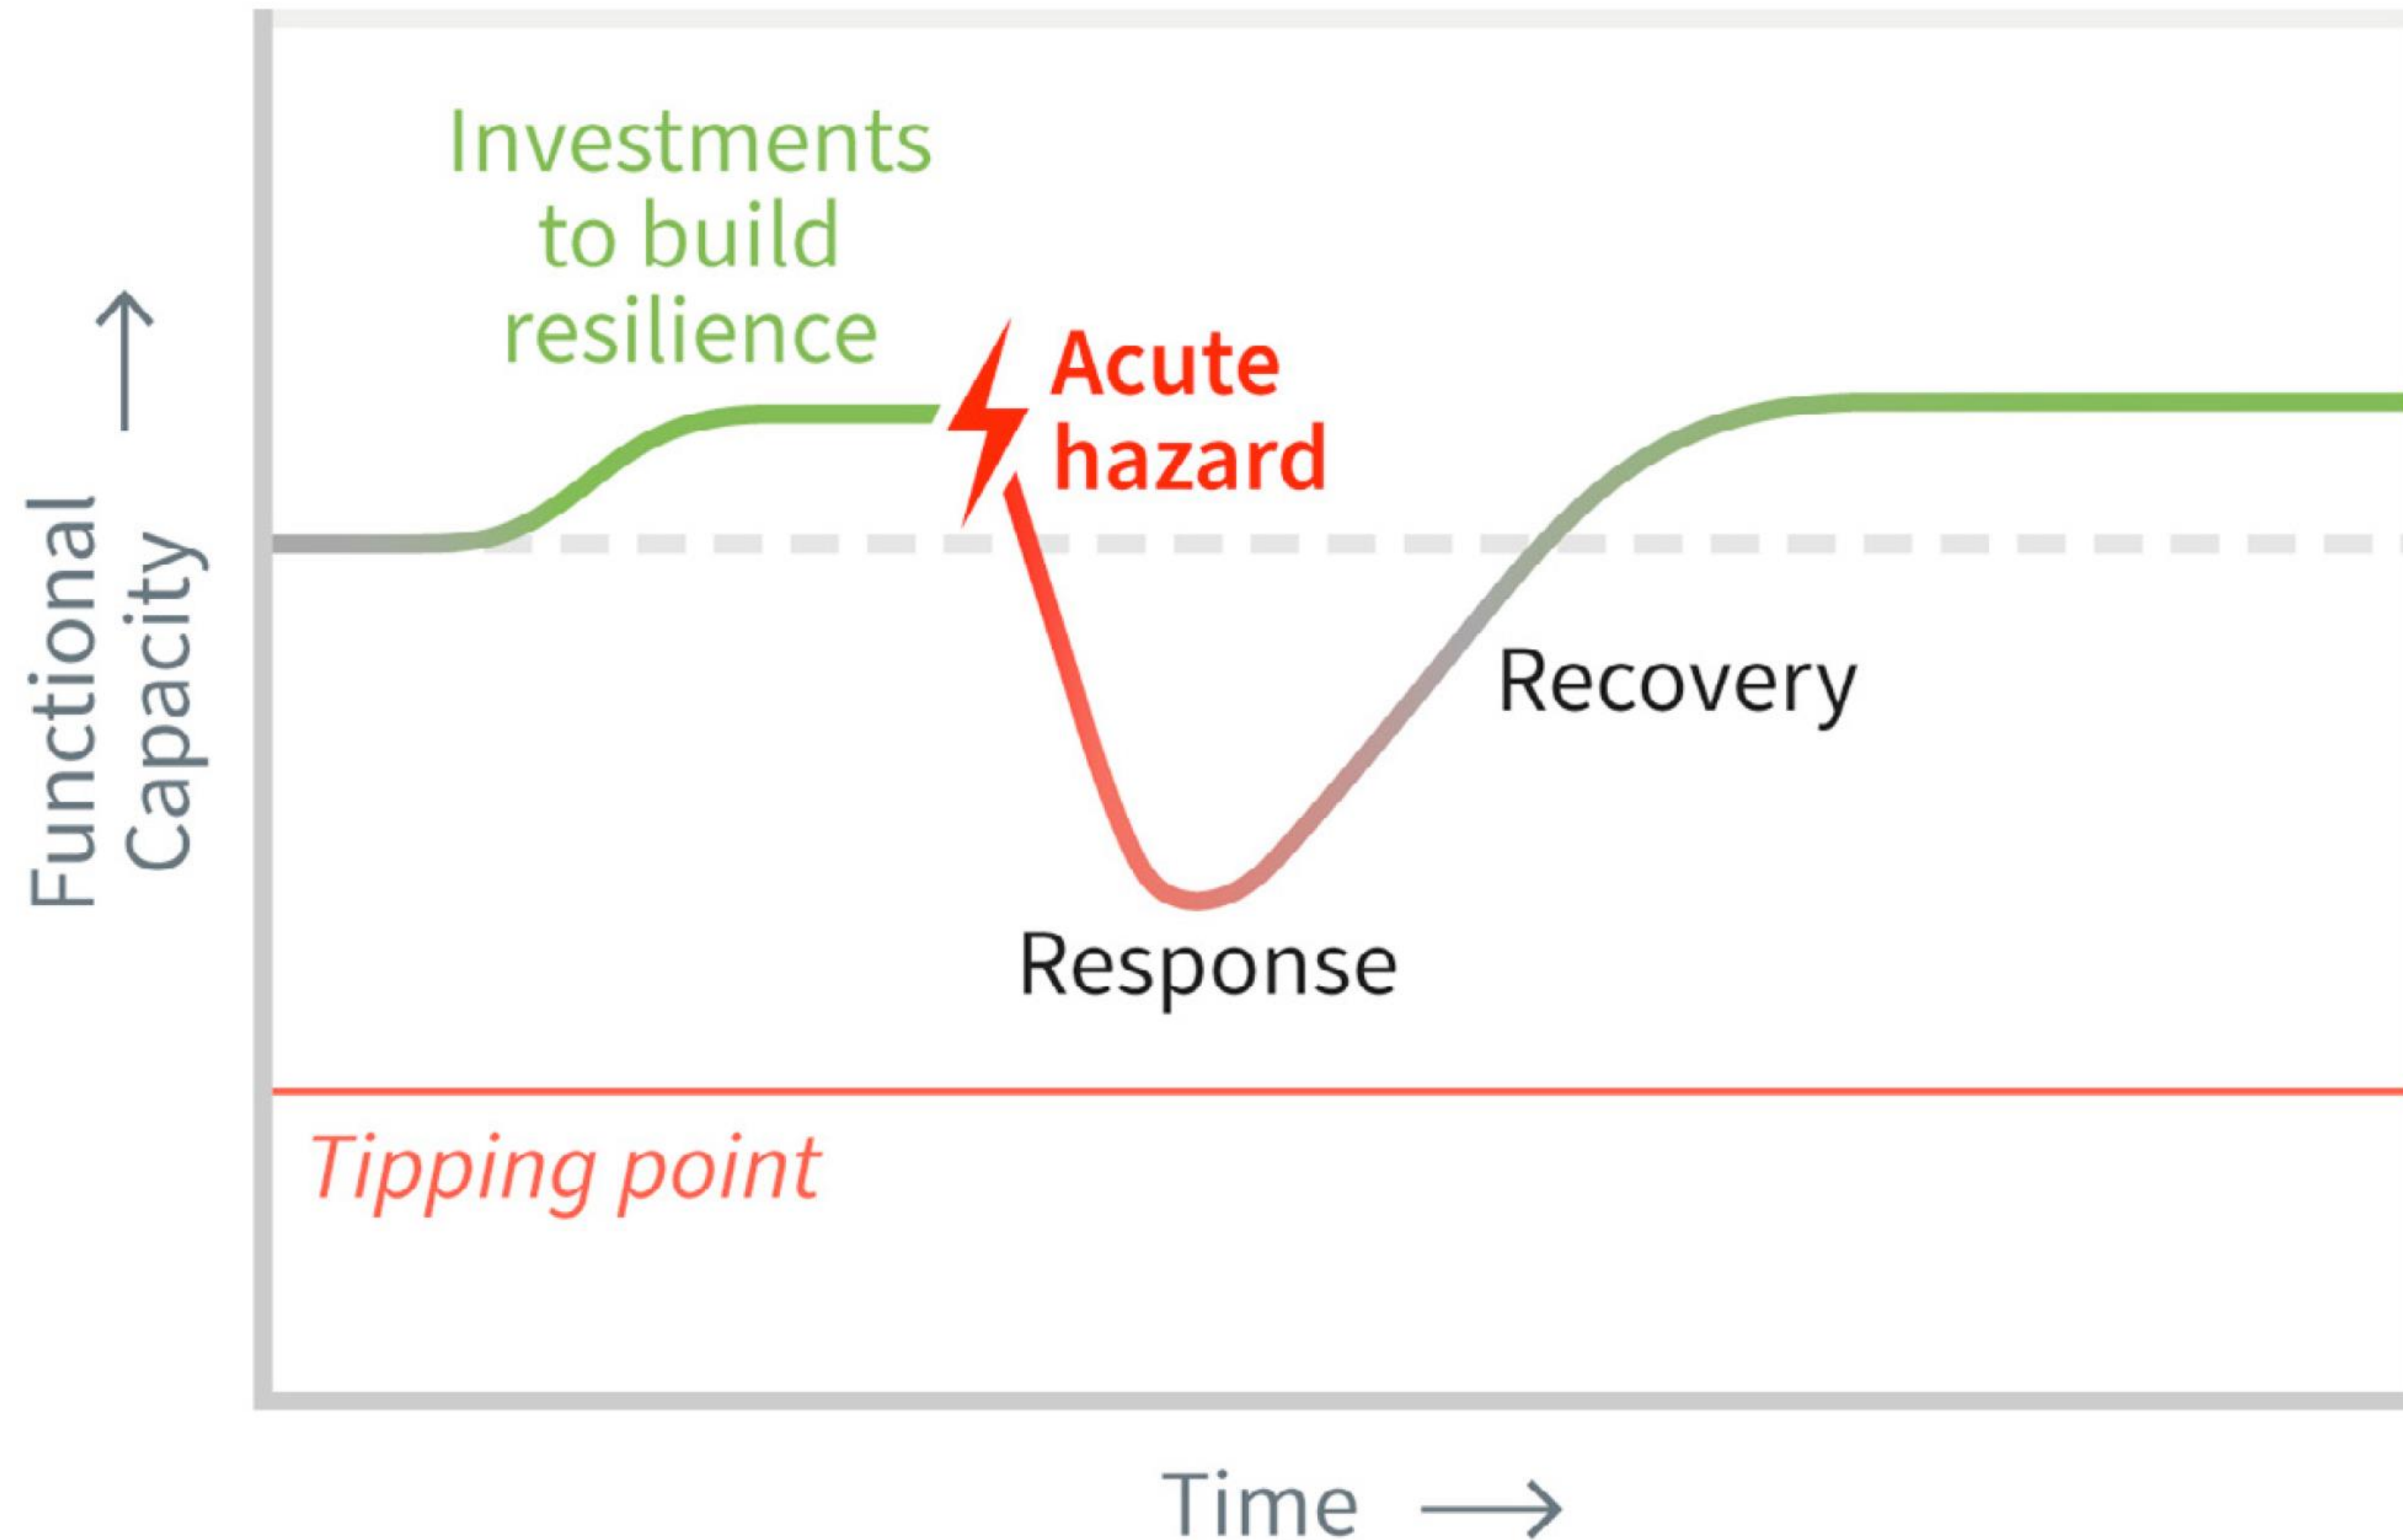 Functional
Capacity
Investments
to build
resilience
Acute
hazard
Recovery
Response
Tipping point
Time